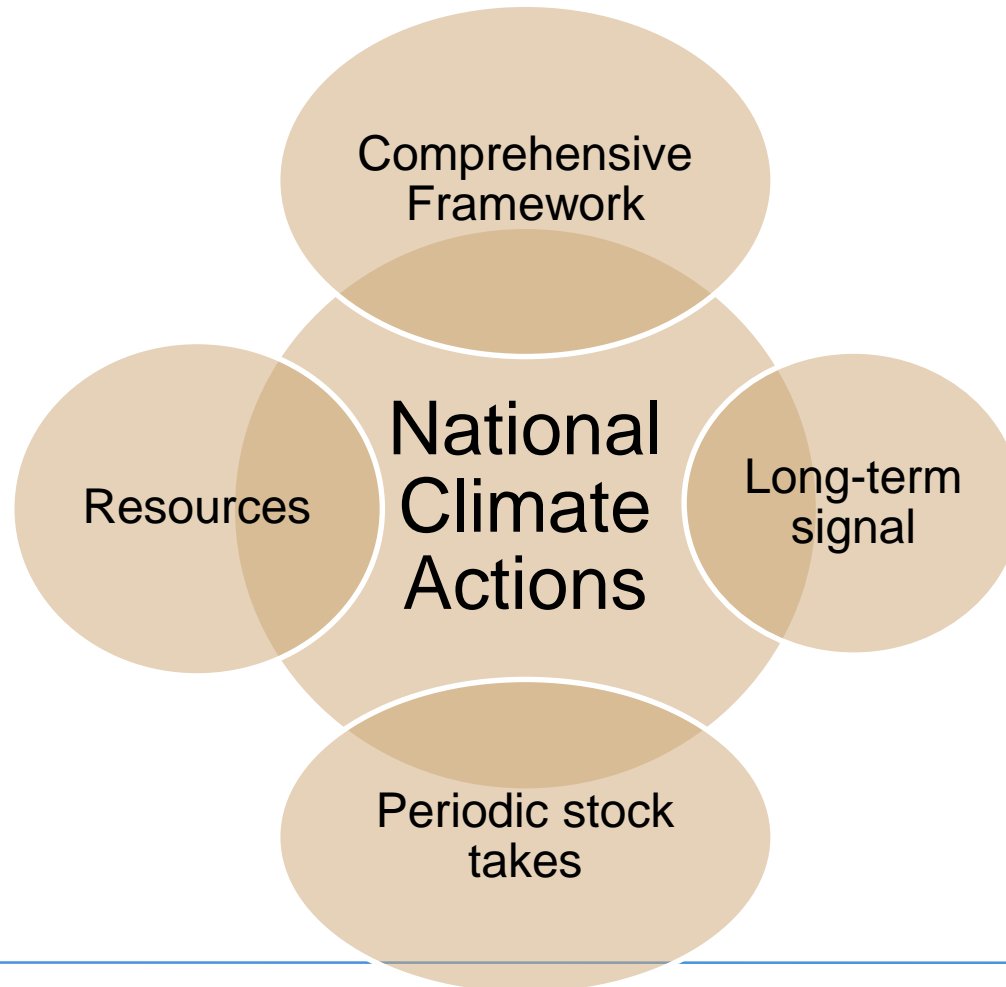 Comprehensive
Framework
National
Climate
Actions
Resources
Long-term
signal
Periodic stock
takes